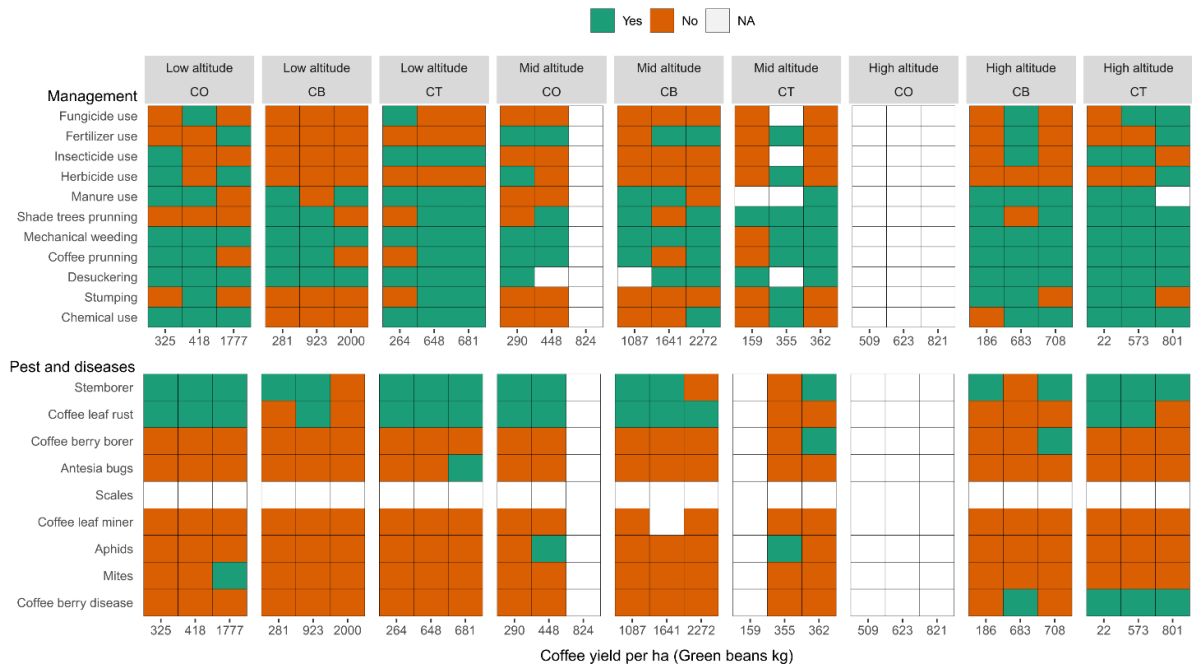 Yes No NA
Low altitude Low altitude Low altitude Mid altitude Mid altitude Mid altitude High altitude High altitude High altitude
Management CO CB CT CO CB CT CO CB CT
Fungicide use
Fertilizer use
Insecticide use
Herbicide use
Manure use
Shade trees prunning
Mechanical weeding
Coffee prunning
Desuckering
Stumping
Chemical use
325 418 1777 281 923 2000 264 648 681 290 448 824 1087 1641 2272 159 355 362 509 623 821 186 683 708 22 573 801
Pest and diseases
Stemborer
Coffee leaf rust
Coffee berry borer
Antesia bugs
Scales
Coffee leaf miner
Aphids
Mites
Coffee berry disease
325 418 1777 281 923 2000 264 648 681 290 448 824 1087 1641 2272 159 355 362 509 623 821 186 683 708 22 573 801
Coffee yield per ha (Green beans kg)